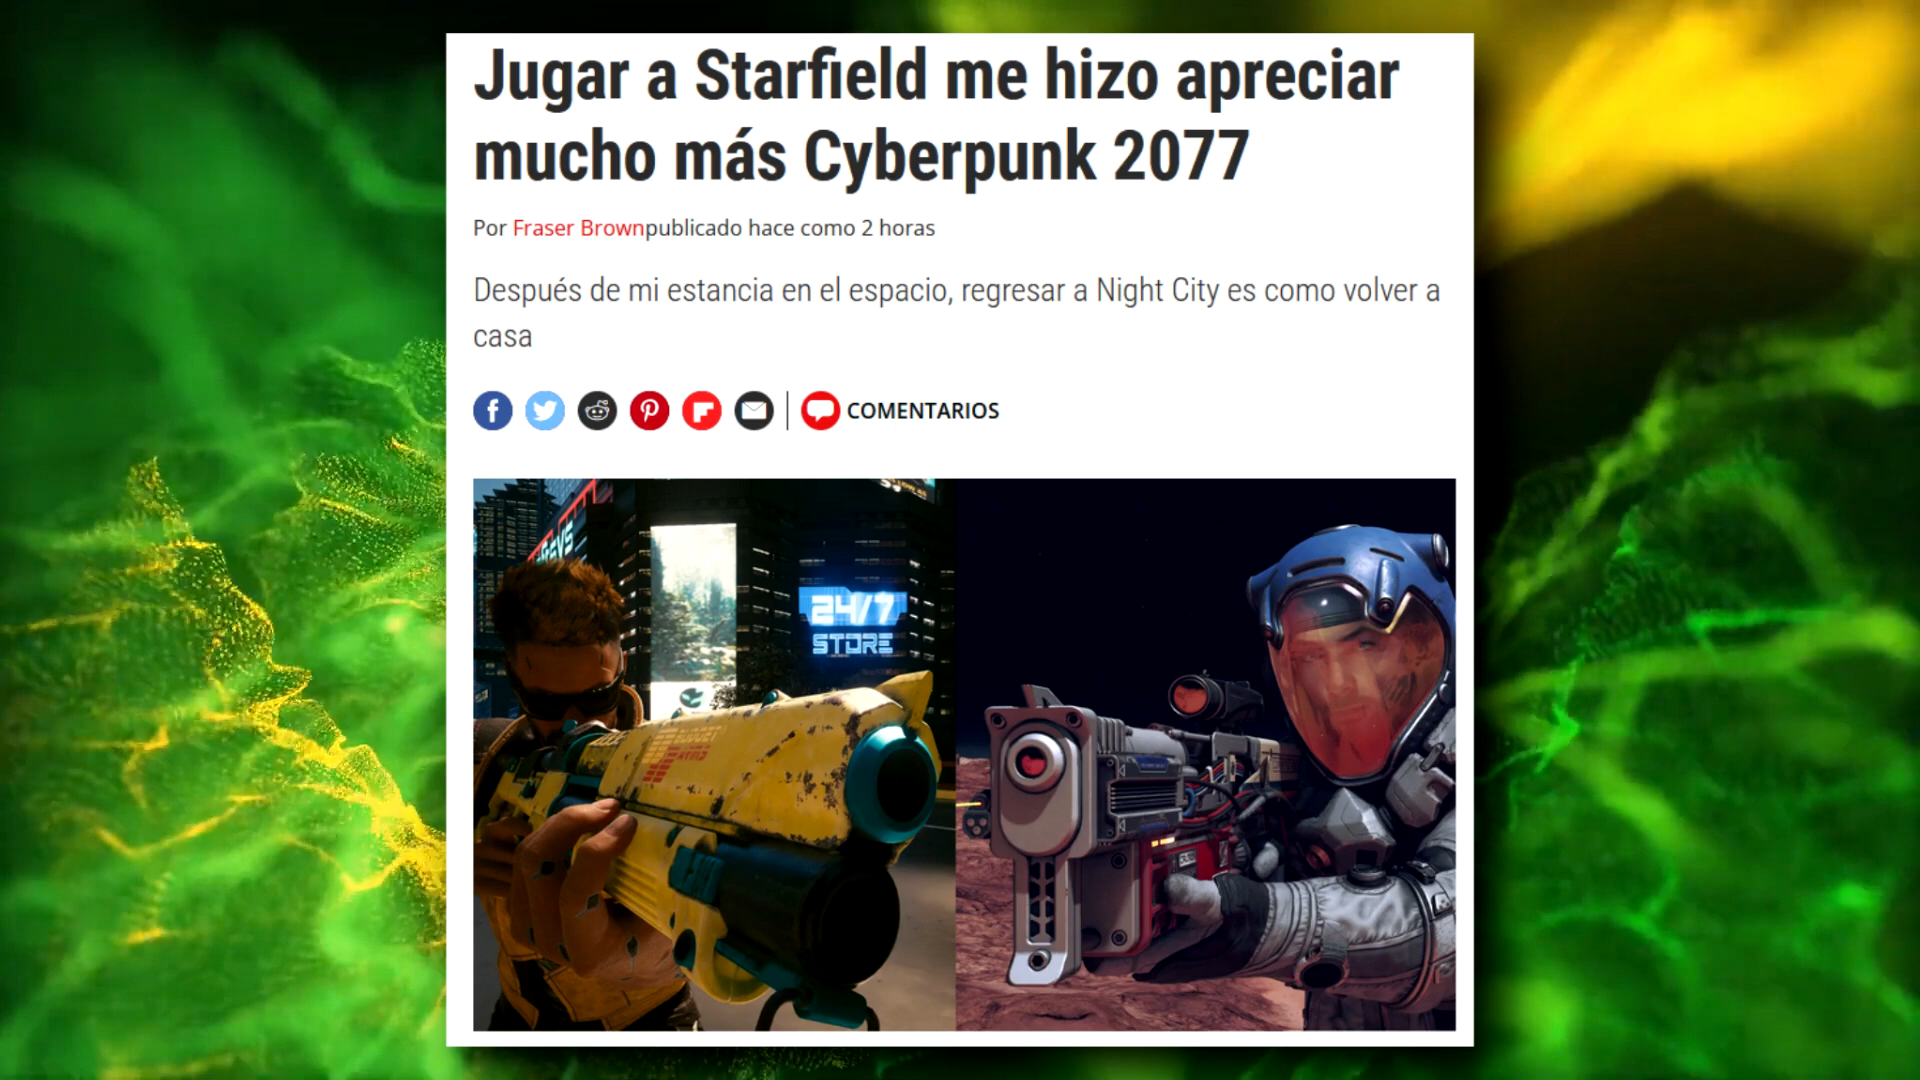 Jugar a Starfield me hizo apreciar
mucho más Cyberpunk 2077
Por Fraser Brownpublicado hace como 2 horas
Después de mi estancia en el espacio, regresar a Night City es como volver a
casa
COMENTARIOS
24/7
STORE